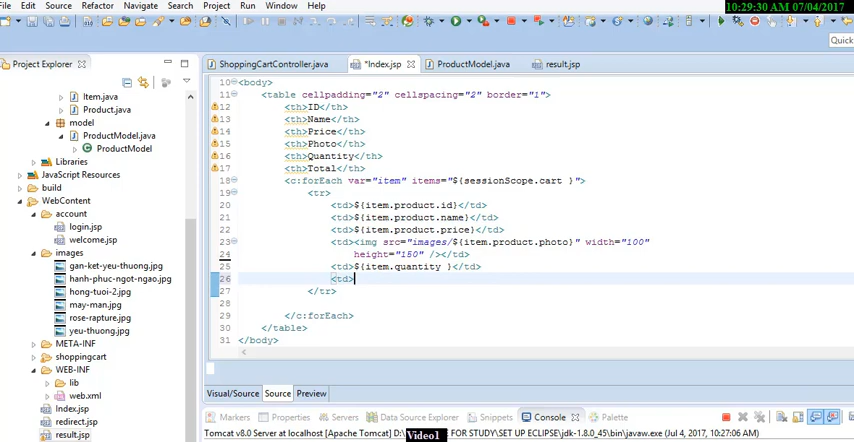 10:29:30 AM 07/04/2017
File Edit Source Refactor Navigate Search Project Run Window Help
Quick
Project Explorer
ShoppingCartController.java *Index.jsp ProductModel.java result.jsp
Item.java
Product.java
model
ProductModel.java
ProductModel
Libraries
JavaScript Resources
build
WebContent
account
login.jsp
welcome.jsp
images
gan-ket-yeu-thuong.jpg
hanh-phuc-ngot-ngao.jpg
hong-tuoi-2.jpg
may-man.jpg
rose-rapture.jpg
yeu-thuong.jpg
META-INF
shoppingcart
WEB-INF
lib
web.xml
Index.jsp
redirect.jsp
result.jsp
10 <body>
11 <table cellpadding="2" cellspacing="2" border="1">
12 <th>ID</th>
13 <th>Name</th>
14 <th>Price</th>
15 <th>Photo</th>
16 <th>Quantity</th>
17 <th>Total</th>
18 <c:forEach var="item" items="${sessionScope.cart }">
19 <tr>
20 <td>${item.product.id}</td>
21 <td>${item.product.name}</td>
22 <td>${item.product.price}</td>
23 <td><img src="images/${item.product.photo}" width="100"
24 height="150" /></td>
25 <td>${item.quantity }</td>
26 <td>
27 </tr>
28
29 </c:forEach>
30 </table>
31 </body>
Visual/Source Source Preview
Markers Properties Servers Data Source Explorer Snippets Console Palette
Tomcat v8.0 Server at localhost [Apache Tomcat] D:\ FOR STUDY\SET UP ECLIPSE\jdk-1.8.0_45\bin\javaw.exe (Jul 4, 2017, 10:27:06 AM)
Video1